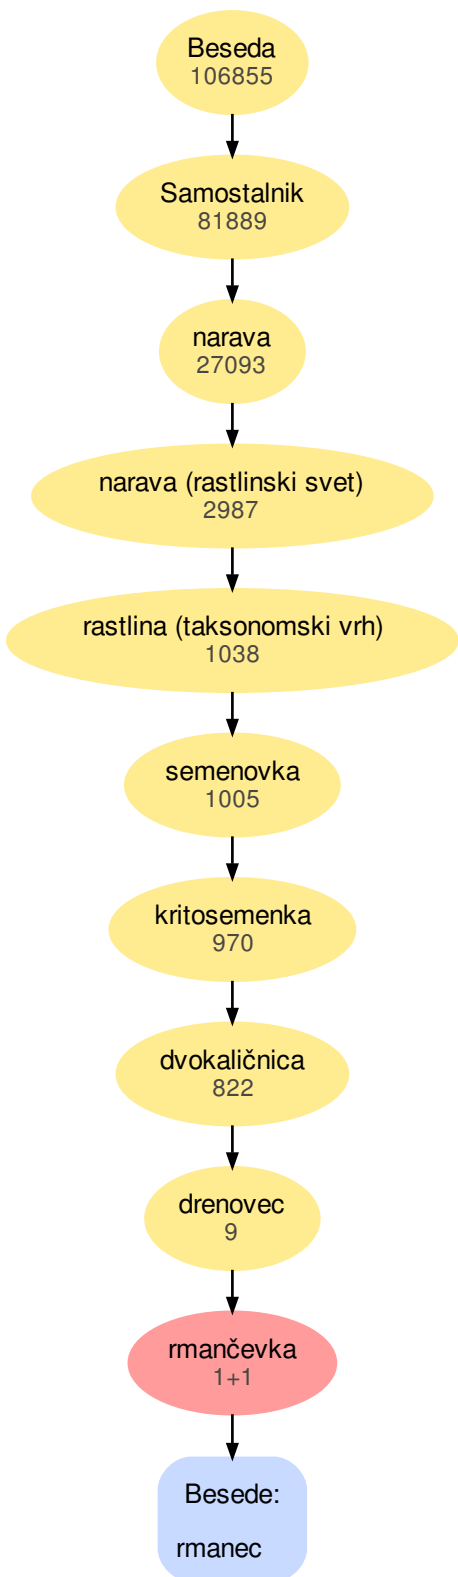 Beseda
106855
Samostalnik
81889
narava
27093
narava (rastlinski svet)
2987
rastlina (taksonomski vrh)
1038
semenovka
1005
kritosemenka
970
dvokaličnica
822
drenovec
9
rmančevka
1+1
Besede:
rmanec